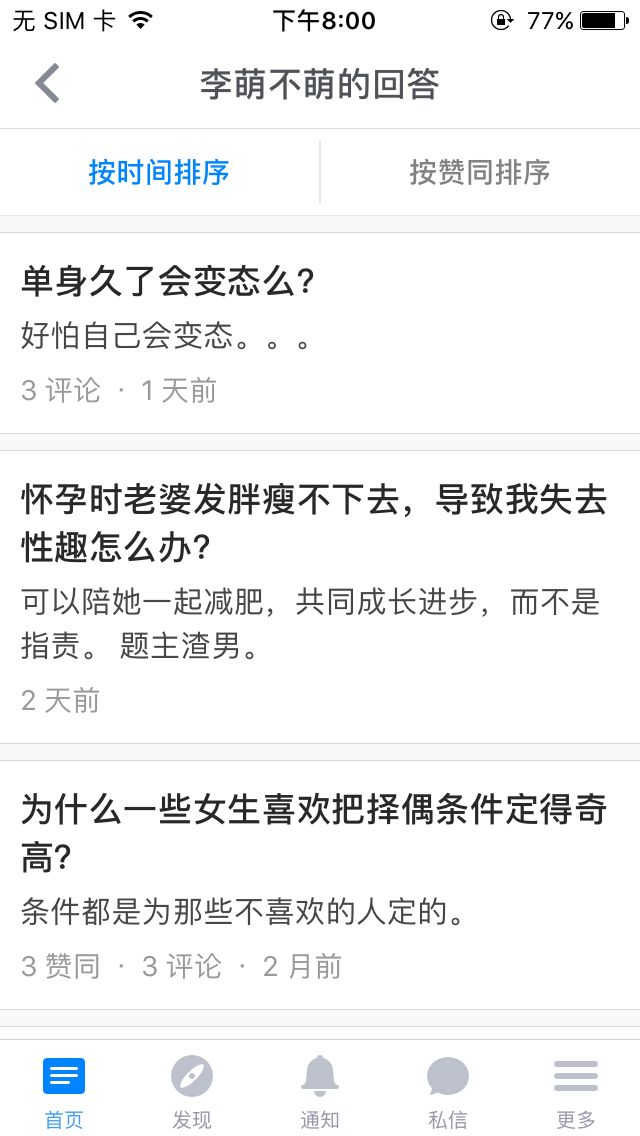 无 SIM 卡 下午8:00 77%
李萌不萌的回答
按时间排序 按赞同排序
单身久了会变态么?
好怕自己会变态。。。
3 评论 · 1 天前
怀孕时老婆发胖瘦不下去，导致我失去
性趣怎么办?
可以陪她一起减肥，共同成长进步，而不是
指责。 题主渣男。
2 天前
为什么一些女生喜欢把择偶条件定得奇
高?
条件都是为那些不喜欢的人定的。
3 赞同 · 3 评论 · 2 月前
首页 发现 通知 私信 更多